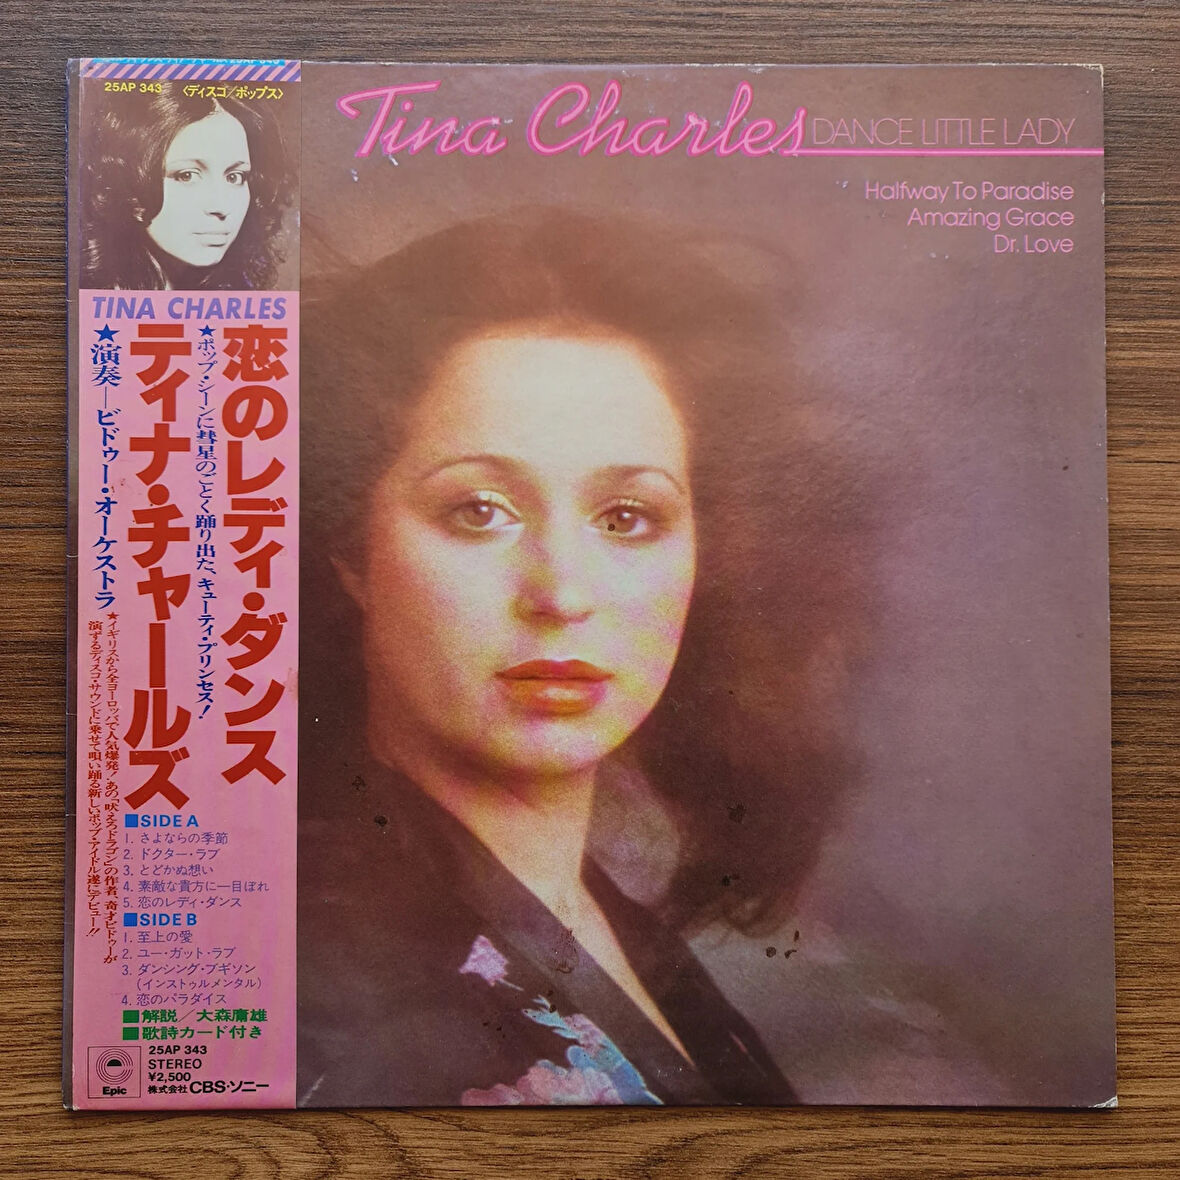 25AP 343 〈ディスコ/ポップス〉
TINA CHARLES
恋のレディ・ダンス
★ポップ・シーンに彗星のごとく踊り出た、キューティ・プリンセス!
ティナ・チャールズ
★演奏―ビドゥー・オーケストラ
★イギリスから全ヨーロッパで人気爆発!あの「吠えろドラゴン」の作者、奇才ビドゥーが
演ずるディスコ・サウンドに乗せて唄い踊る新しいポップ・アイドル遂にデビュー!!
■SIDE A
1. さよならの季節
2. ドクター・ラブ
3. とどかぬ想い
4. 素敵な貴方に一目ぼれ
5. 恋のレディ・ダンス
■SIDE B
1. 至上の愛
2. ユー・ガット・ラブ
3. ダンシング・ブギソン
(インストゥルメンタル)
4. 恋のパラダイス
■解説/大森庸雄
■歌詩カード付き
Epic
25AP 343
STEREO
¥2,500
株式会社 CBS・ソニー
Tina Charles DANCE LITTLE LADY
Halfway To Paradise
Amazing Grace
Dr. Love